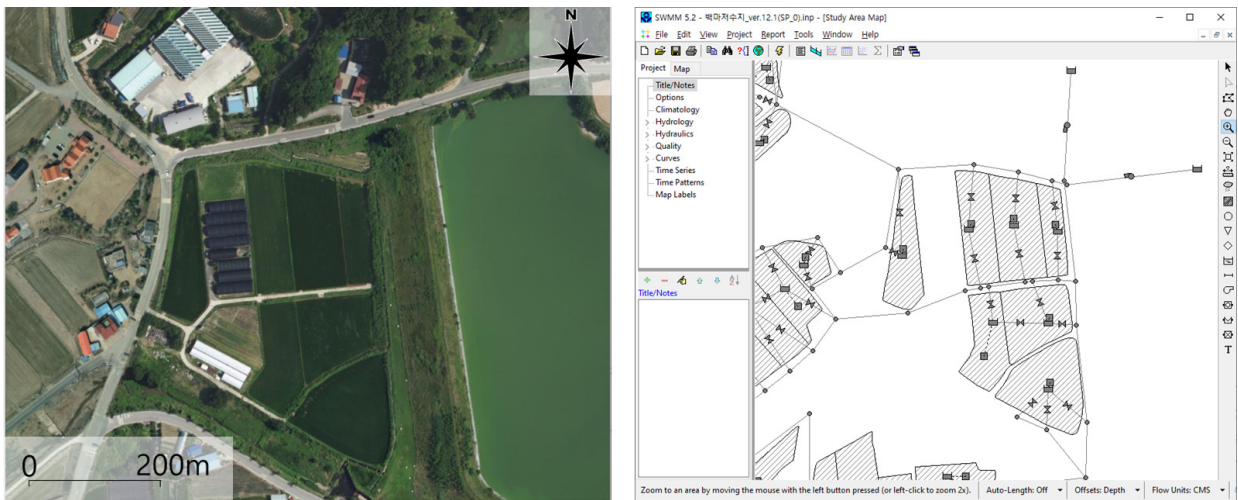 N
0 200m
SWMM 5.2 - 백마저수지_ver.12.1(SP_0).inp - [Study Area Map]
File Edit View Project Report Tools Window Help
Project Map
Title/Notes
Options
Climatology
Hydrology
Hydraulics
Quality
Curves
Time Series
Time Patterns
Map Labels
Title/Notes
Zoom to an area by moving the mouse with the left button pressed (or left-click to zoom 2x). Auto-Length: Off Offsets: Depth Flow Units: CMS